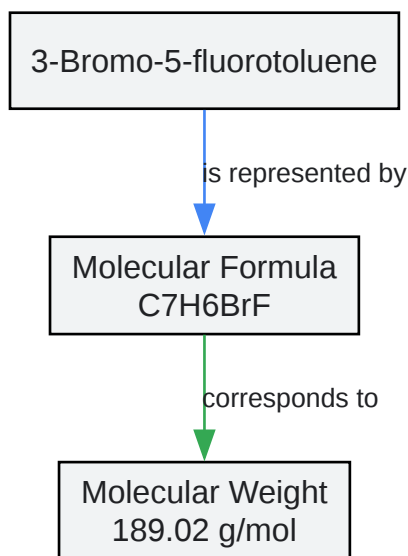 3-Bromo-5-fluorotoluene
is represented by
Molecular Formula
C7H6BrF
corresponds to
Molecular Weight
189.02 g/mol